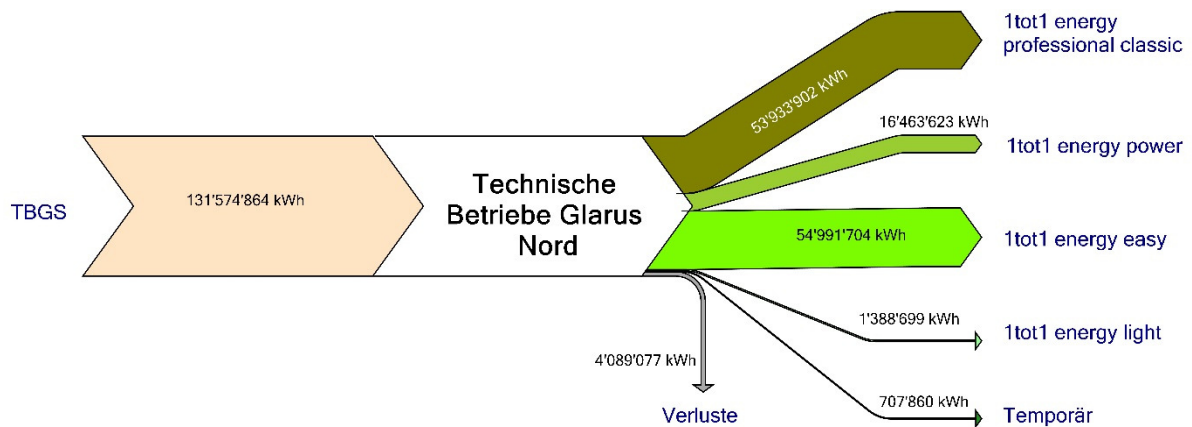 1tot1 energy
professional classic
53'933'902 kWh
16'463'623 kWh
1tot1 energy power
TBGS
131'574'864 kWh
Technische
Betriebe Glarus
Nord
54'991'704 kWh
1tot1 energy easy
1'388'699 kWh
1tot1 energy light
4'089'077 kWh
Verluste
707'860 kWh
Temporär